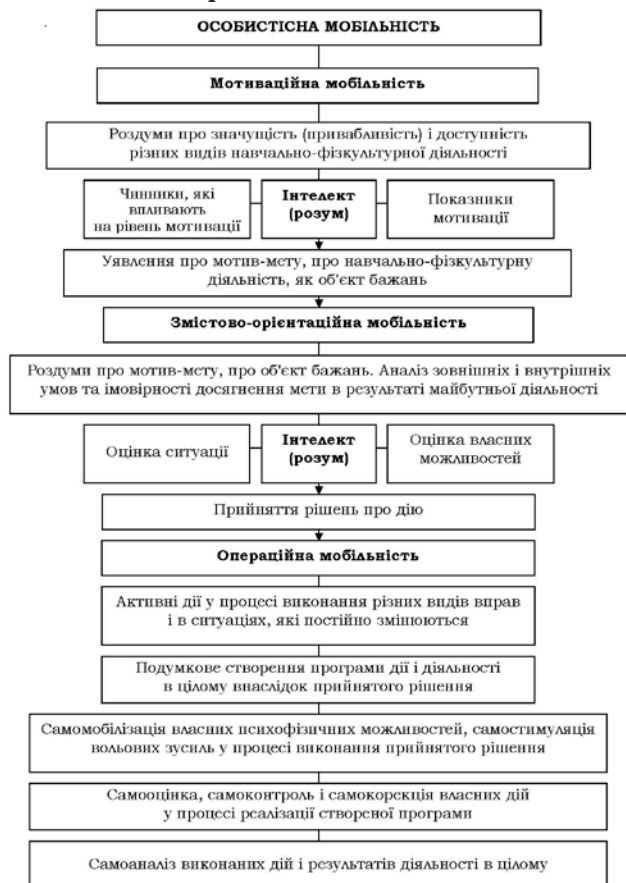 ОСОБИСТІСНА МОБІЛЬНІСТЬ
Мотиваційна мобільність
Роздуми про значущість (привабливість) і доступність
різних видів навчально-фізкультурної діяльності
Чинники, які
впливають
на рівень мотивації
Інтелект
(розум)
Показники
мотивації
Уявлення про мотив-мету, про навчально-фізкультурну
діяльність, як об'єкт бажань
Змістово-орієнтаційна мобільність
Роздуми про мотив-мету, про об'єкт бажань. Аналіз зовнішніх і внутрішніх
умов та імовірності досягнення мети в результаті майбутньої діяльності
Оцінка ситуації
Інтелект
(розум)
Оцінка власних
можливостей
Прийняття рішень про дію
Операційна мобільність
Активні дії у процесі виконання різних видів вправ
і в ситуаціях, які постійно змінюються
Подумкове створення програми дії і діяльності
в цілому внаслідок прийнятого рішення
Самомобілізація власних психофізичних можливостей, самостимуляція
вольових зусиль у процесі виконання прийнятого рішення
Самооцінка, самоконтроль і самокорекція власних дій
у процесі реалізації створеної програми
Самоаналіз виконаних дій і результатів діяльності в цілому